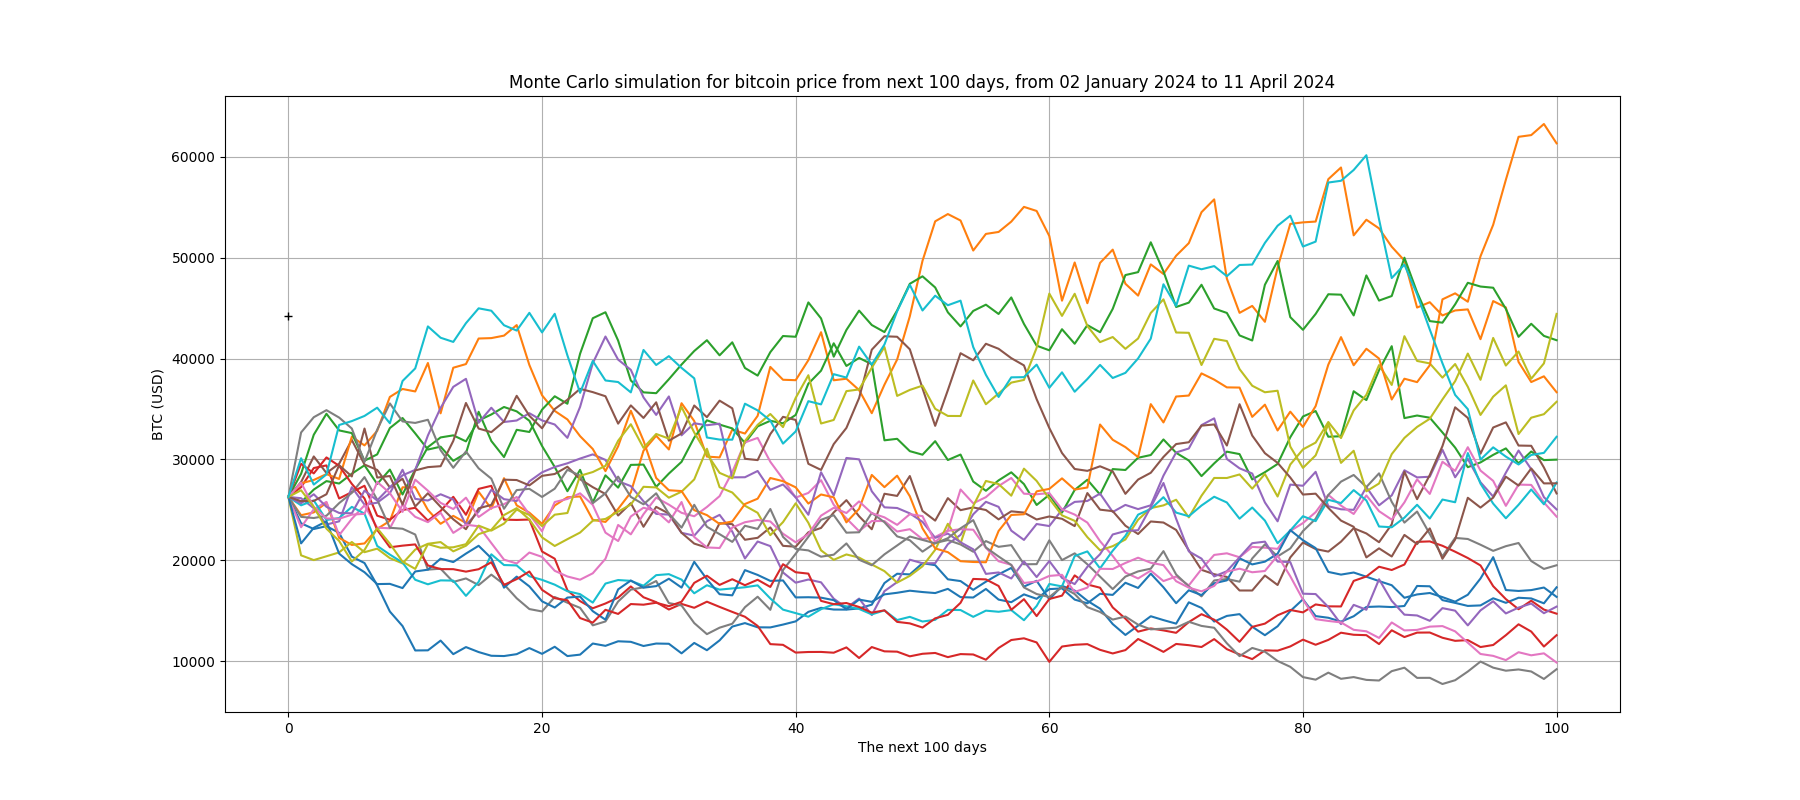 Monte Carlo simulation for bitcoin price from next 100 days, from 02 January 2024 to 11 April 2024
60000
50000
40000
30000
20000
10000
BTC (USD)
0 20 40 60 80 100
The next 100 days